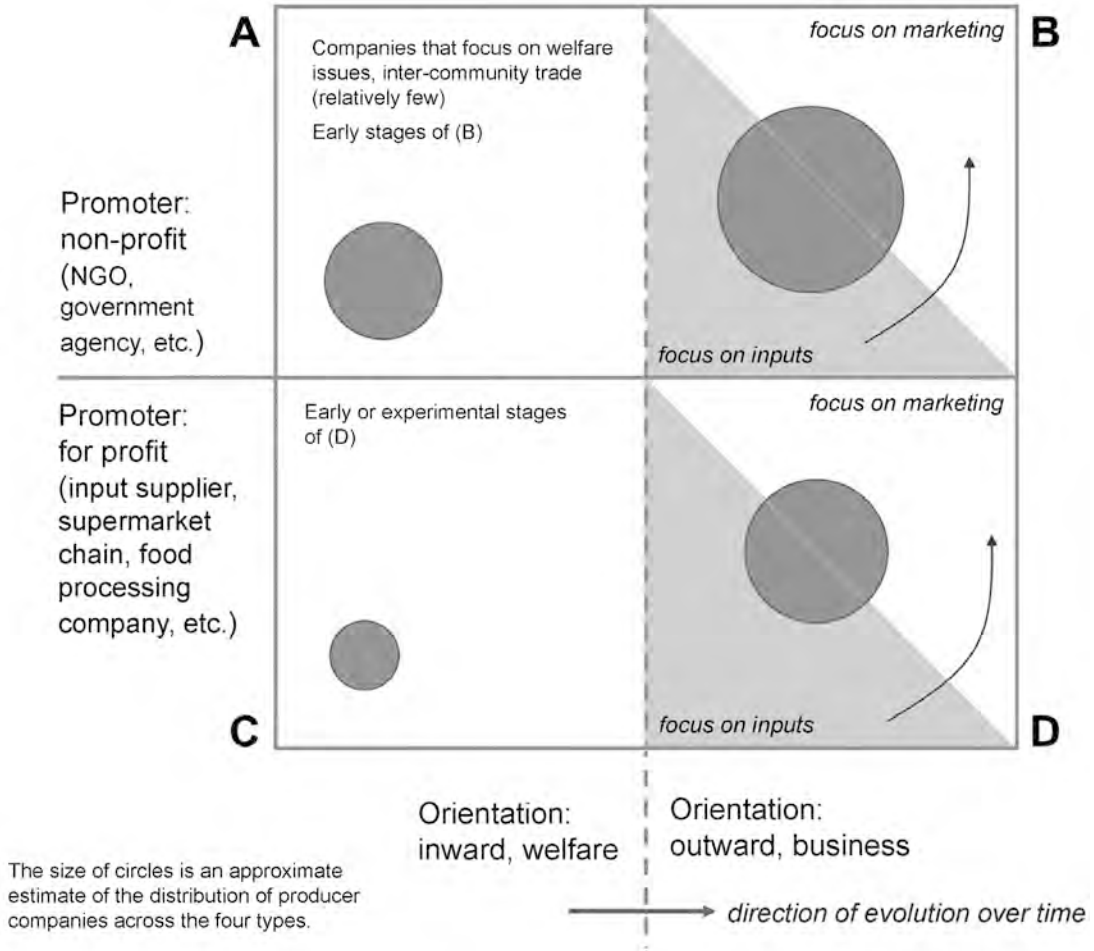 A
Companies that focus on welfare
issues, inter-community trade
(relatively few)
Early stages of (B)
focus on marketing
B
Promoter:
non-profit
(NGO,
government
agency, etc.)
focus on inputs
Promoter:
for profit
(input supplier,
supermarket
chain, food
processing
company, etc.)
Early or experimental stages
of (D)
focus on marketing
C
focus on inputs
D
Orientation:
inward, welfare
Orientation:
outward, business
The size of circles is an approximate
estimate of the distribution of producer
companies across the four types.
direction of evolution over time